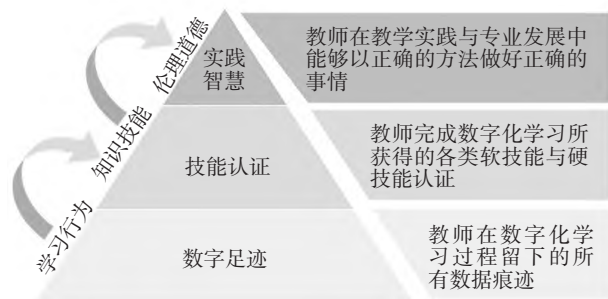 伦理道德
实践
智慧
教师在教学实践与专业发展中
能够以正确的方法做好正确的
事情
知识技能
技能认证
教师完成数字化学习所
获得的各类软技能与硬
技能认证
学习行为
数字足迹
教师在数字化学
习过程留下的所
有数据痕迹